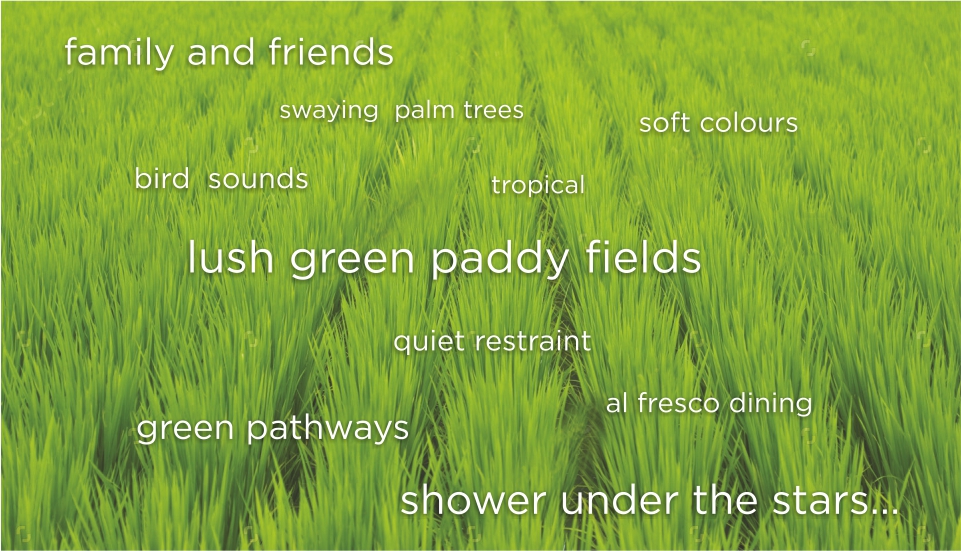 family and friends
swaying  palm trees
soft colours
bird  sounds
tropical
lush green paddy fields
quiet restraint
al fresco dining
green pathways
shower under the stars...